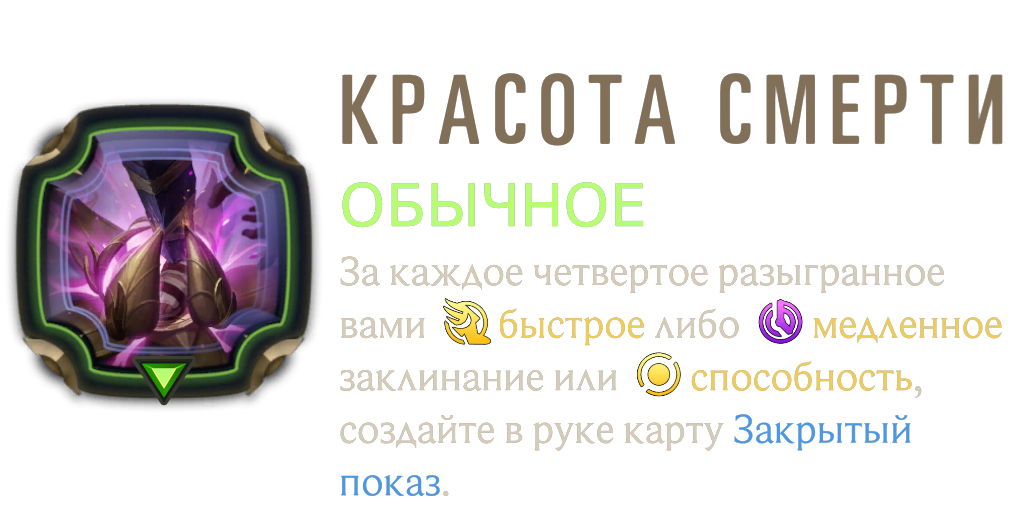 КРАСОТА СМЕРТИ
ОБЫЧНОЕ
За каждое четвертое разыгранное
вами быстрое либо медленное
заклинание или способность,
создайте в руке карту Закрытый
показ.